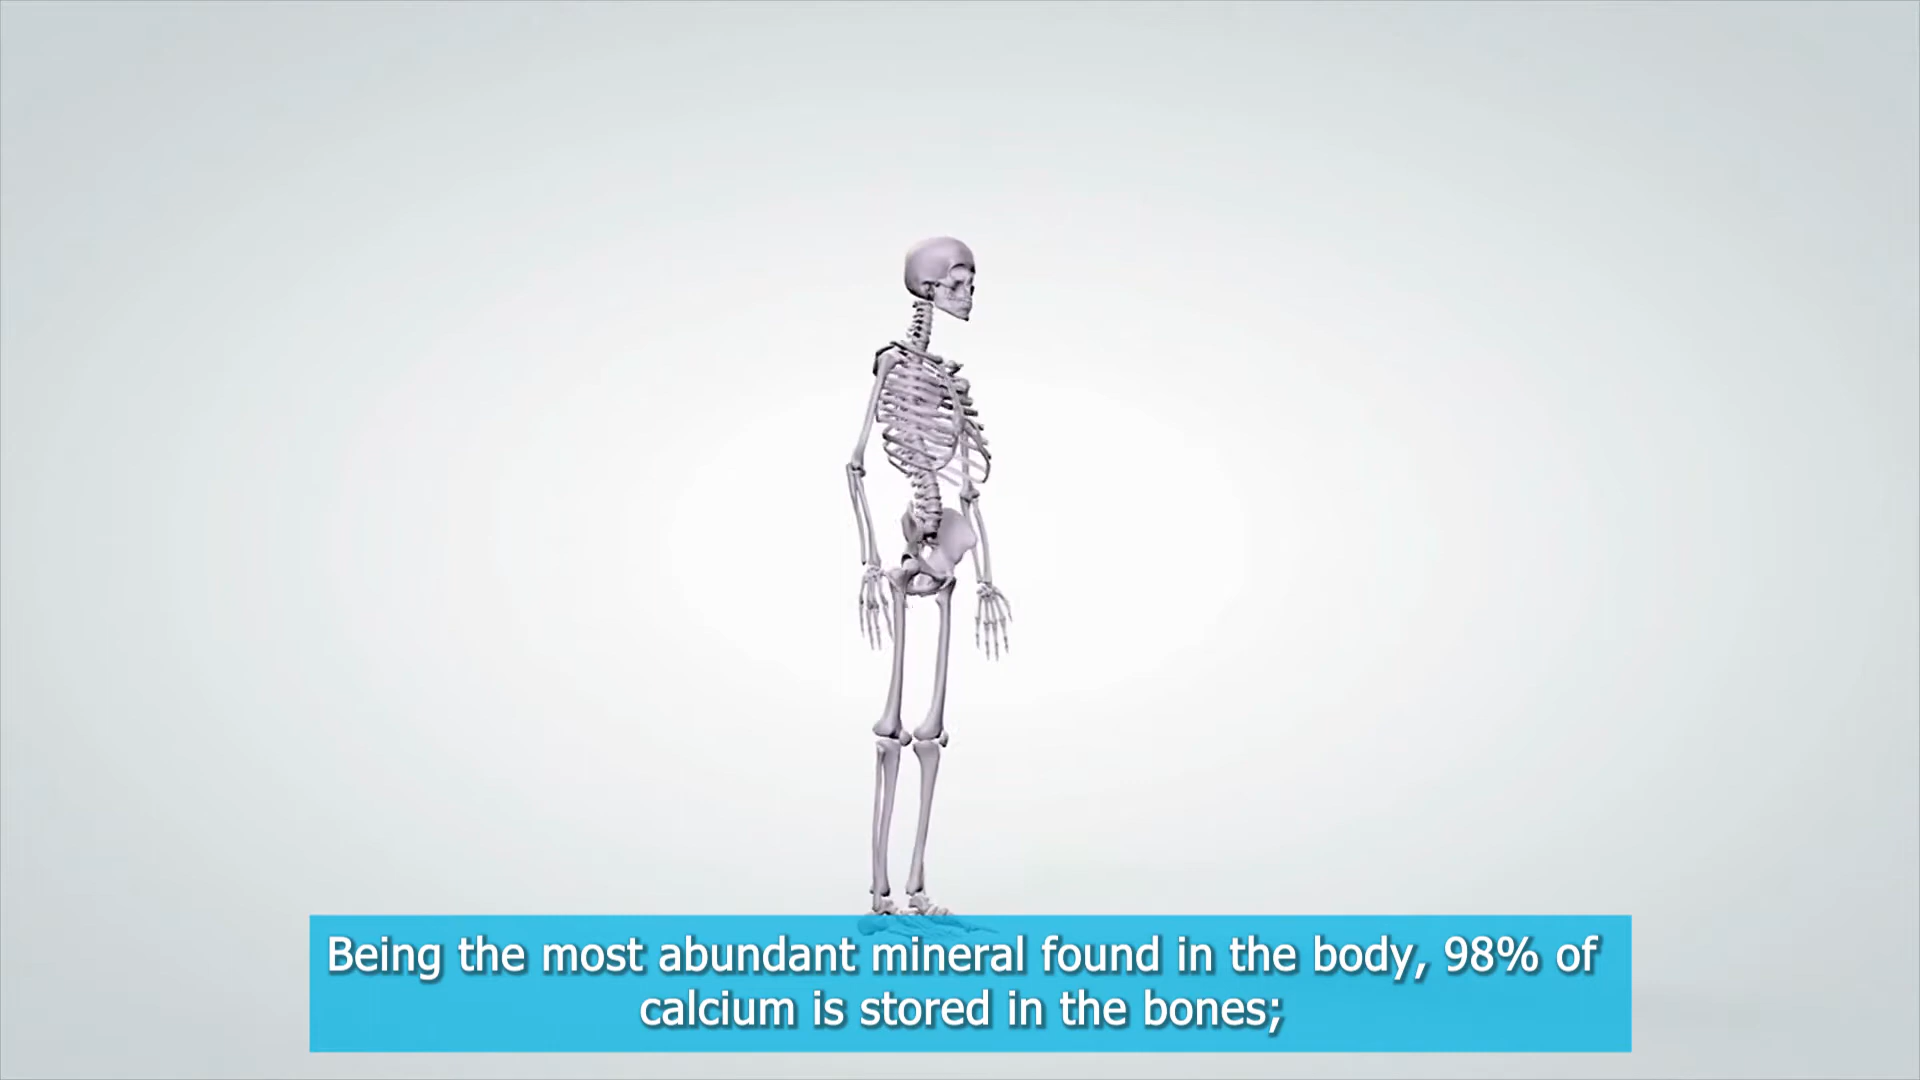 Being the most abundant mineral found in the body, 98% of
calcium is stored in the bones;